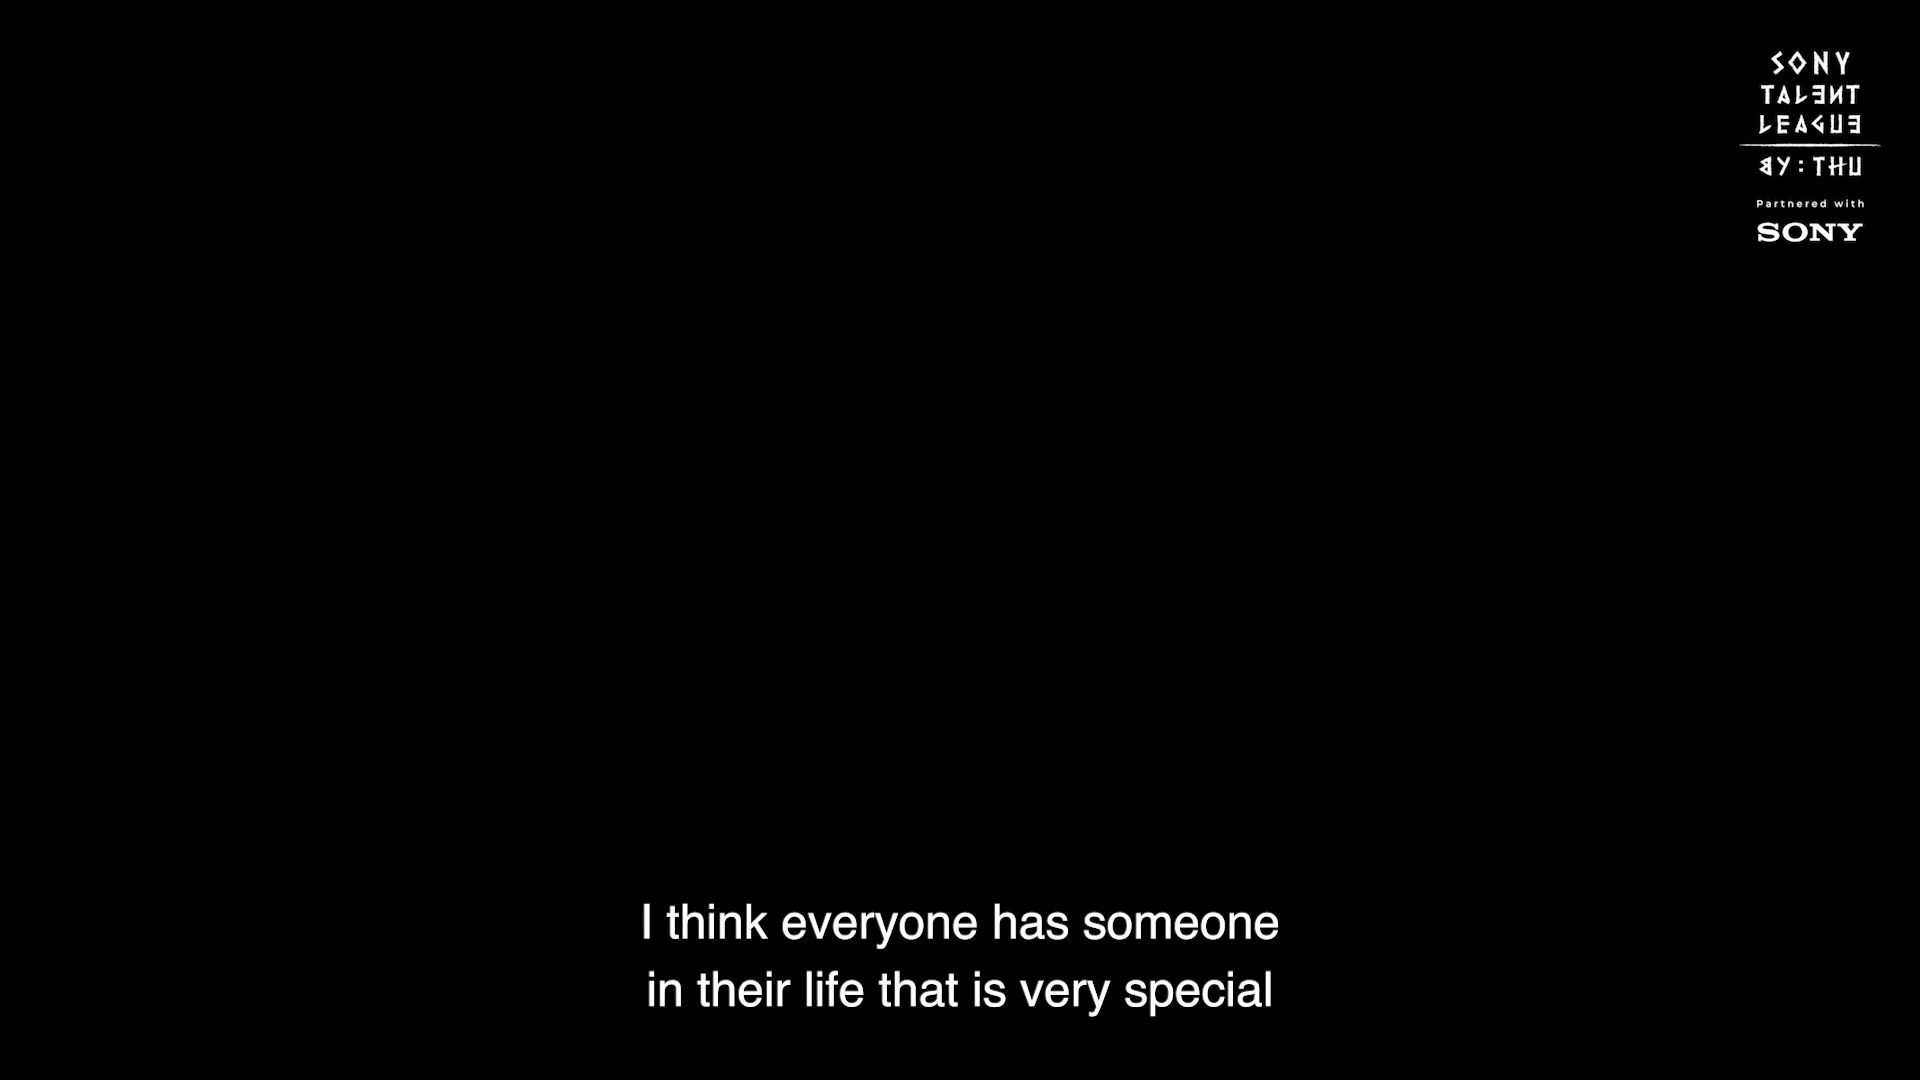 SONY
TALENT
LEAGUE
BY: THU
Partnered with
SONY
I think everyone has someone
in their life that is very special